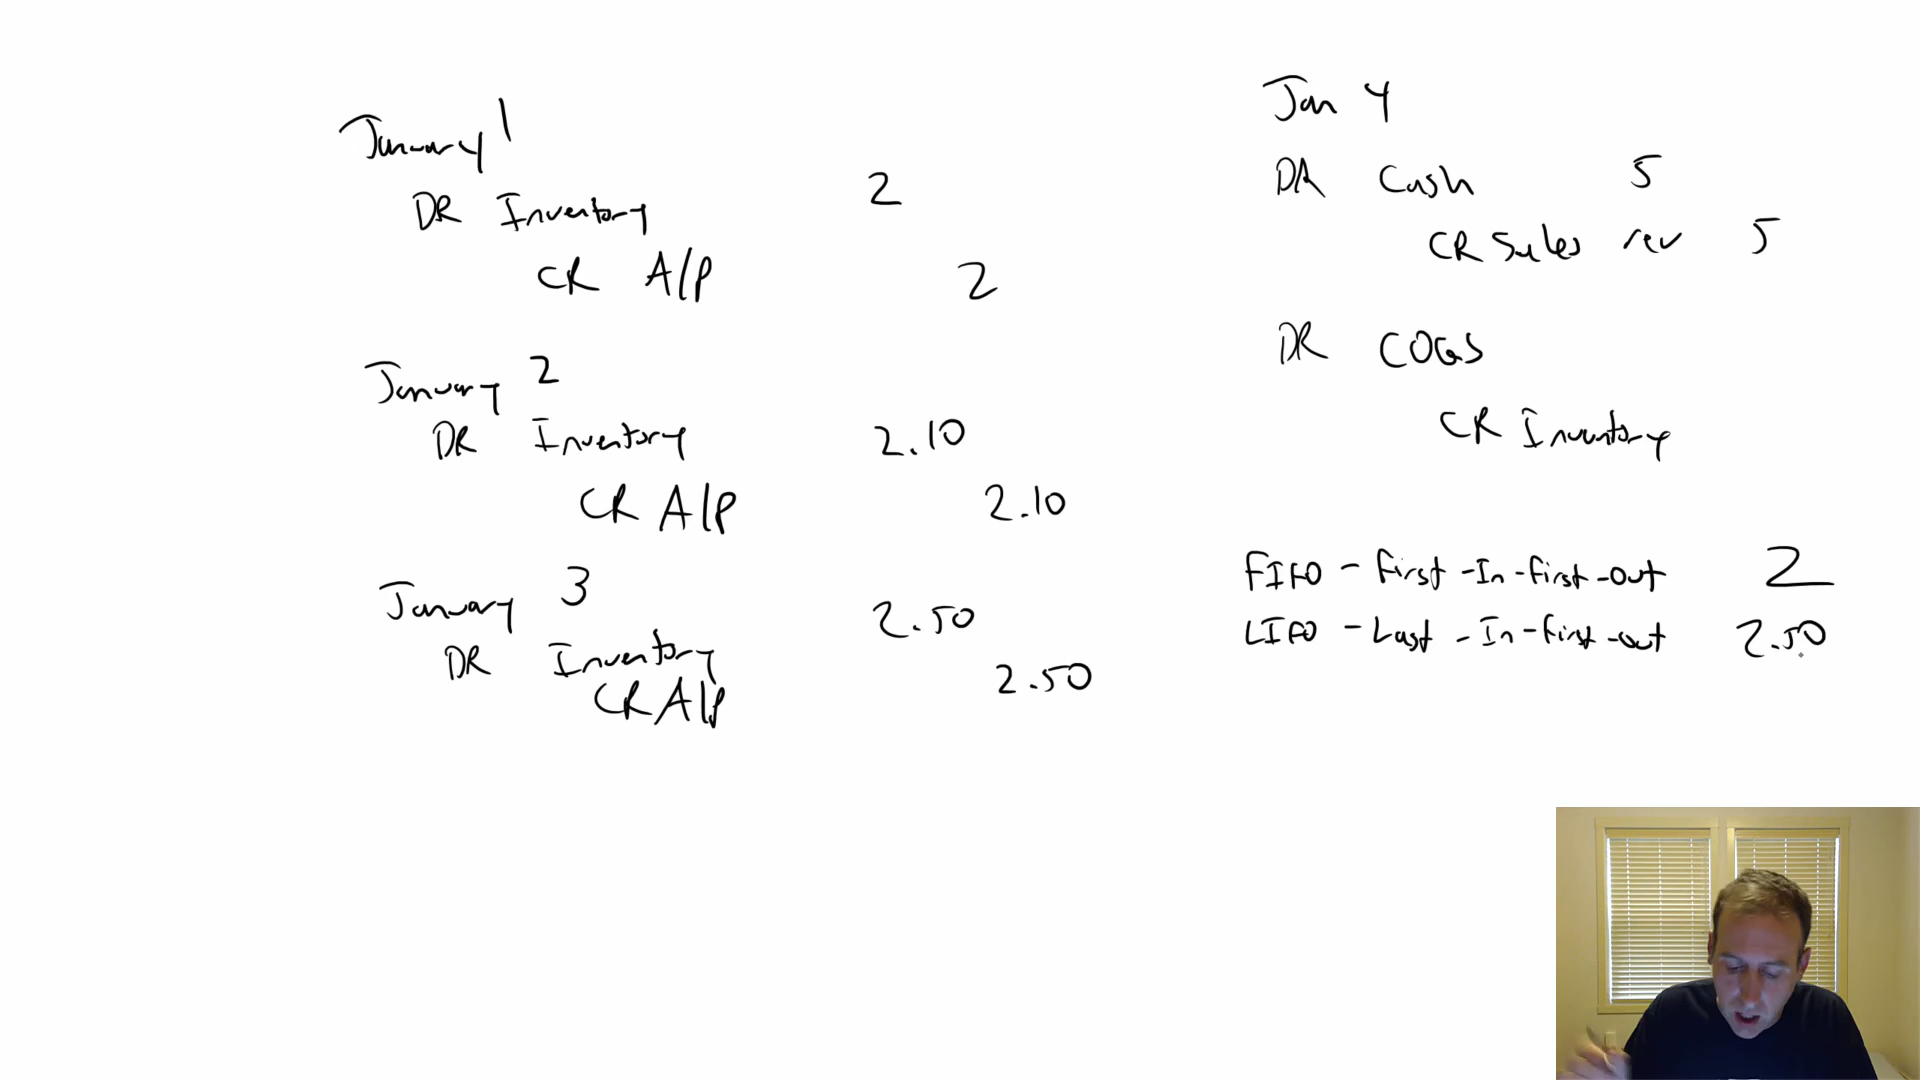 January 1
DR Inventory 2
CR A/P 2
January 2
DR Inventory 2.10
CR A/P 2.10
January 3
DR Inventory 2.50
CR A/P 2.50
Jan 4
DR Cash 5
CR Sales rev 5
DR COGS
CR Inventory
FIFO - First-In-first-out 2
LIFO - Last-In-first-out 2.50